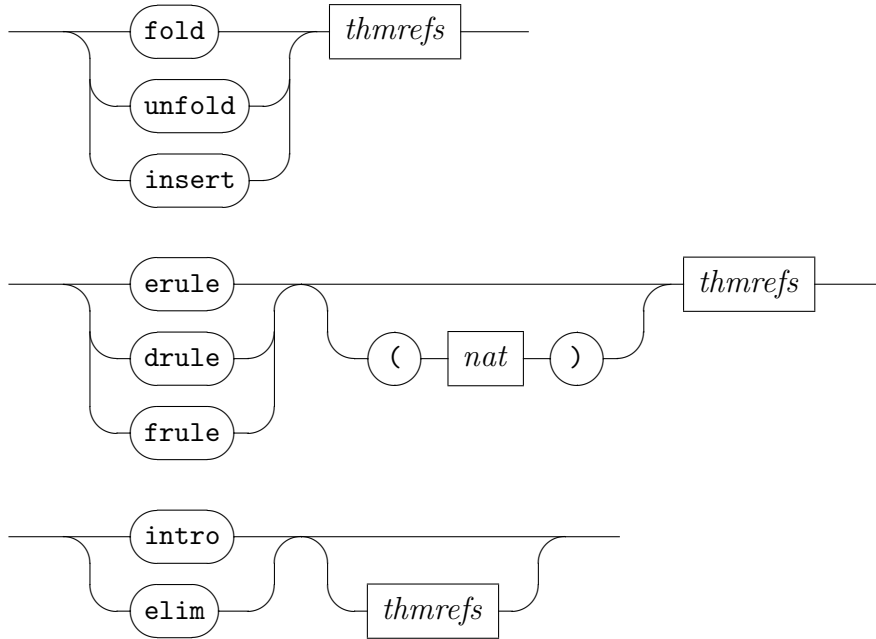 fold thmrefs
unfold
insert
erule thmrefs
drule ( nat )
frule
intro
elim thmrefs